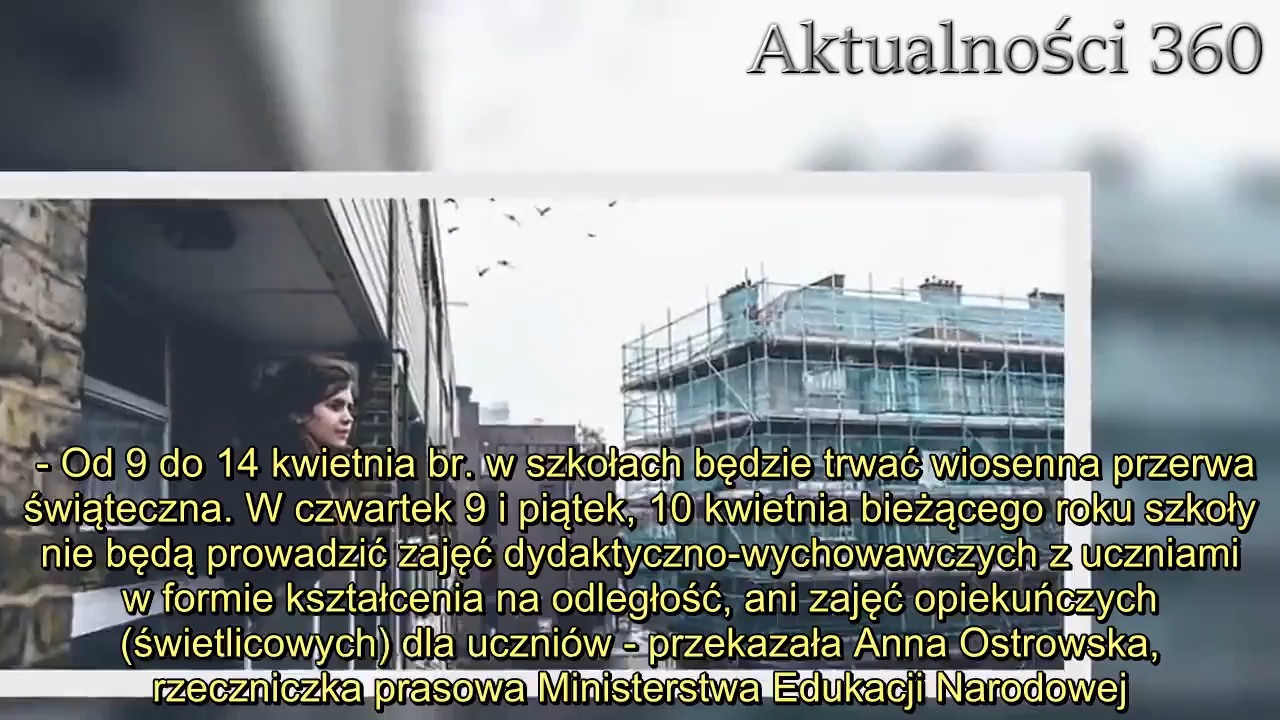 Aktualności 360
- Od 9 do 14 kwietnia br. w szkołach będzie trwać wiosenna przerwa
świąteczna. W czwartek 9 i piątek, 10 kwietnia bieżącego roku szkoły
nie będą prowadzić zajęć dydaktyczno-wychowawczych z uczniami
w formie kształcenia na odległość, ani zajęć opiekuńczych
(świetlicowych) dla uczniów - przekazała Anna Ostrowska,
rzeczniczka prasowa Ministerstwa Edukacji Narodowej